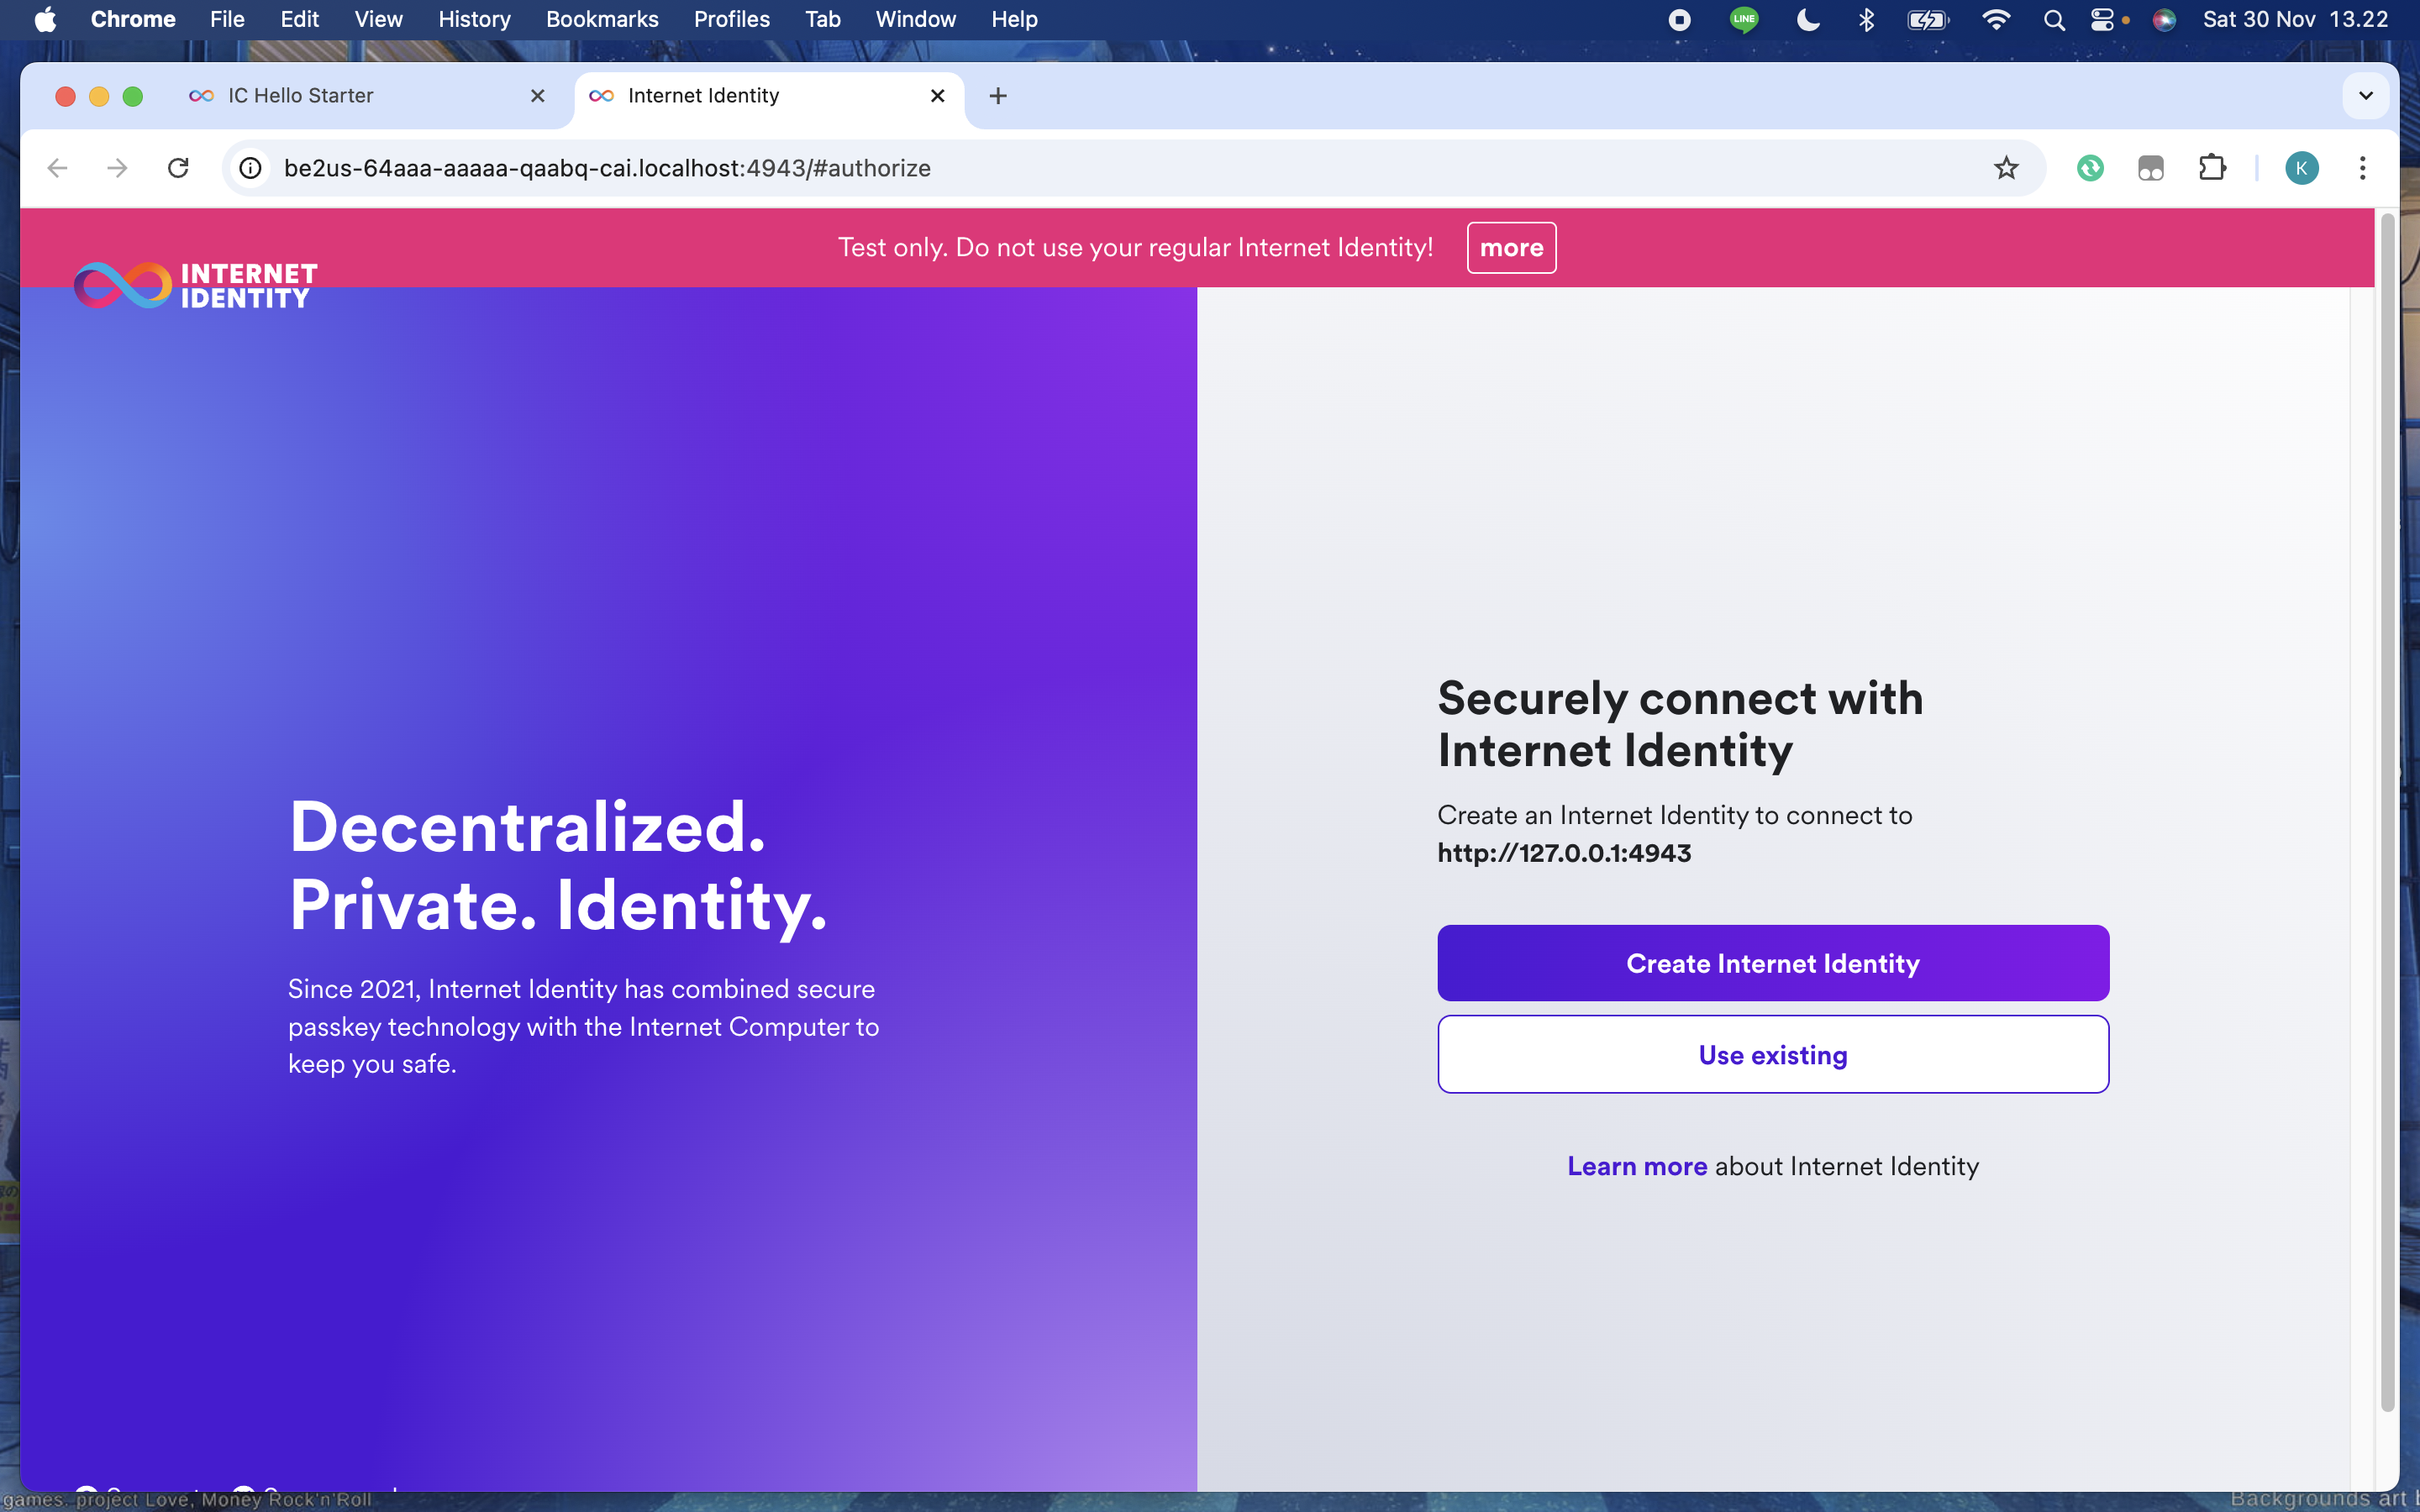 Chrome File Edit View History Bookmarks Profiles Tab Window Help LINE Sat 30 Nov 13.22
IC Hello Starter Internet Identity
be2us-64aaa-aaaaa-qaabq-cai.localhost:4943/#authorize K
Test only. Do not use your regular Internet Identity! more
INTERNET
IDENTITY
Decentralized.
Private. Identity.
Since 2021, Internet Identity has combined secure
passkey technology with the Internet Computer to
keep you safe.
Securely connect with
Internet Identity
Create an Internet Identity to connect to
http://127.0.0.1:4943
Create Internet Identity
Use existing
Learn more about Internet Identity
games. project Love, Money Rock'n'Roll
Backgrounds art